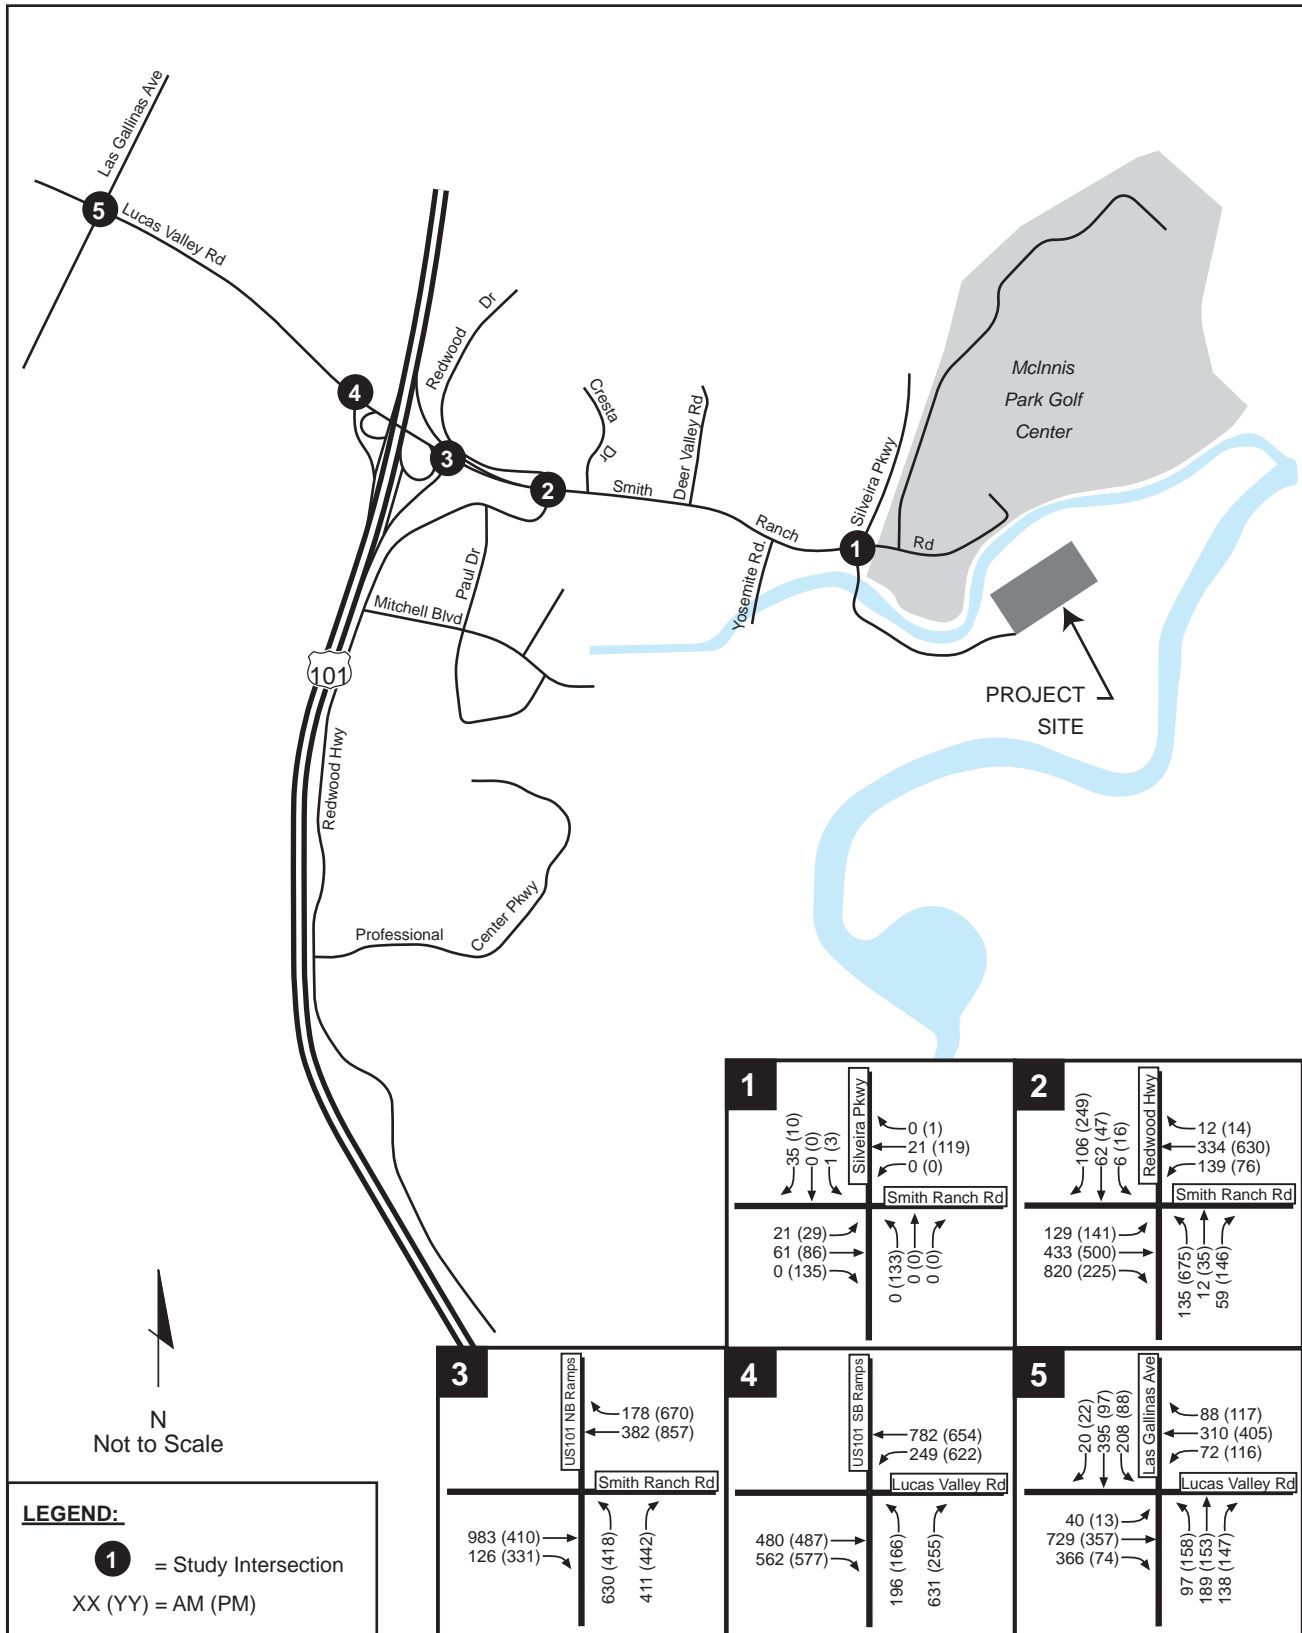 Las Gallinas Ave
5
Lucas Valley Rd
4
Redwood
Dr
3
2
Cresta
Dr
Smith
Deer Valley Rd
Ranch
Yosemite Rd.
Silveira Pkwy
1
Rd
McInnis
Park Golf
Center
Paul Dr
Mitchell Blvd
101
Redwood Hwy
PROJECT
SITE
Professional
Center Pkwy
N
Not to Scale
LEGEND:
1 = Study Intersection
XX (YY) = AM (PM)
1
Silveira Pkwy
Smith Ranch Rd
35 (10)
0 (0)
1 (3)
0 (1)
21 (119)
0 (0)
21 (29)
61 (86)
0 (135)
0 (133)
0 (0)
0 (0)
2
Redwood Hwy
Smith Ranch Rd
106 (249)
62 (47)
6 (16)
12 (14)
334 (630)
139 (76)
129 (141)
433 (500)
820 (225)
135 (675)
12 (35)
59 (146)
3
US101 NB Ramps
Smith Ranch Rd
178 (670)
382 (857)
983 (410)
126 (331)
630 (418)
411 (442)
4
US101 SB Ramps
Lucas Valley Rd
782 (654)
249 (622)
480 (487)
562 (577)
196 (166)
631 (255)
5
Las Gallinas Ave
Lucas Valley Rd
20 (22)
395 (97)
208 (88)
88 (117)
310 (405)
72 (116)
40 (13)
729 (357)
366 (74)
97 (158)
189 (153)
138 (147)